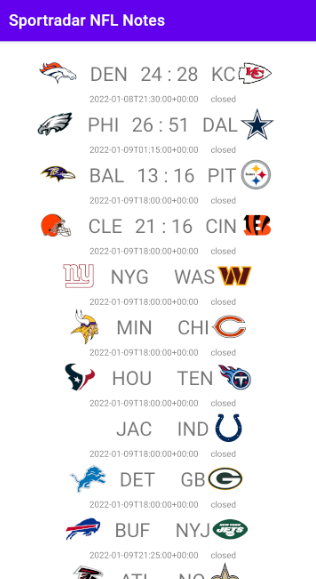 Sportradar NFL Notes
DEN 24 : 28 KC
2022-01-08T21:30:00+00:00 closed
PHI 26 : 51 DAL
2022-01-09T01:15:00+00:00 closed
BAL 13 : 16 PIT
2022-01-09T18:00:00+00:00 closed
CLE 21 : 16 CIN
2022-01-09T18:00:00+00:00 closed
NYG WAS
2022-01-09T18:00:00+00:00 closed
MIN CHI
2022-01-09T18:00:00+00:00 closed
HOU TEN
2022-01-09T18:00:00+00:00 closed
JAC IND
2022-01-09T18:00:00+00:00 closed
DET GB
2022-01-09T18:00:00+00:00 closed
BUF NYJ
2022-01-09T21:25:00+00:00 closed
ATL NO